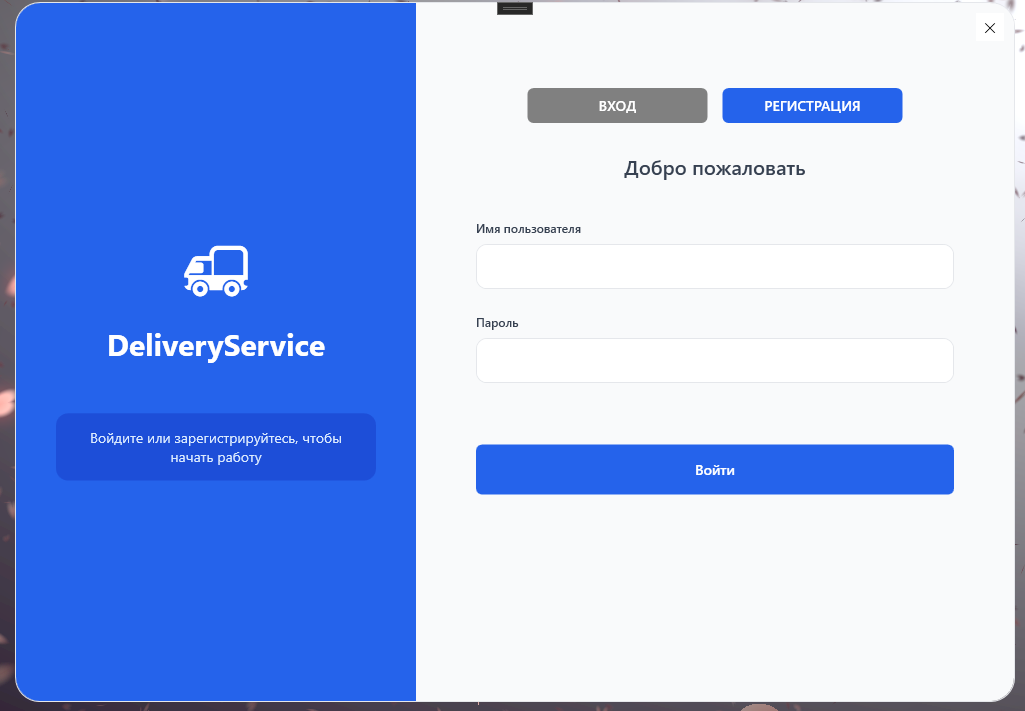 DeliveryService
Войдите или зарегистрируйтесь, чтобы
начать работу
ВХОД
РЕГИСТРАЦИЯ
Добро пожаловать
Имя пользователя
Пароль
Войти